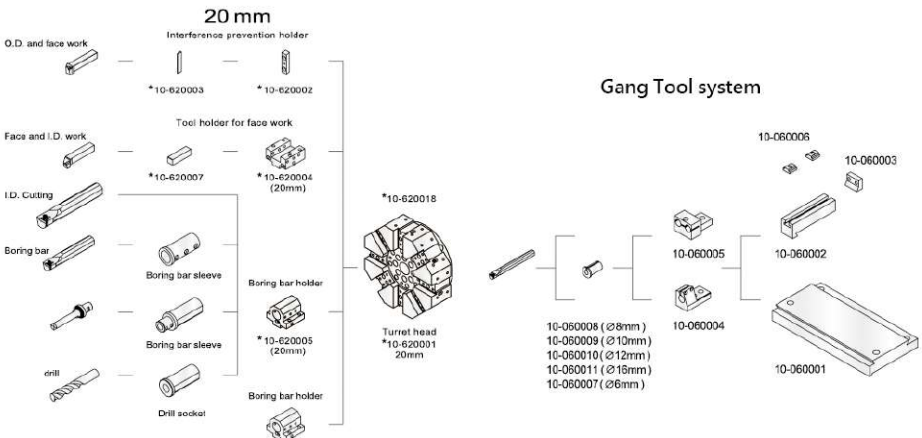 20 mm
Interference prevention holder
O.D. and face work
*10-620003
*10-620002
Tool holder for face work
Face and I.D. work
*10-620007
*10-620004
(20mm)
I.D. Cutting
Boring bar
Boring bar sleeve
Boring bar holder
*10-620005
(20mm)
Boring bar sleeve
drill
Drill socket
Boring bar holder
*10-620018
Turret head
*10-620001
20mm
Gang Tool system
10-060006
10-060003
10-060005
10-060002
10-060004
10-060008 (Ø8mm)
10-060009 (Ø10mm)
10-060010 (Ø12mm)
10-060011 (Ø16mm)
10-060007 (Ø6mm)
10-060001